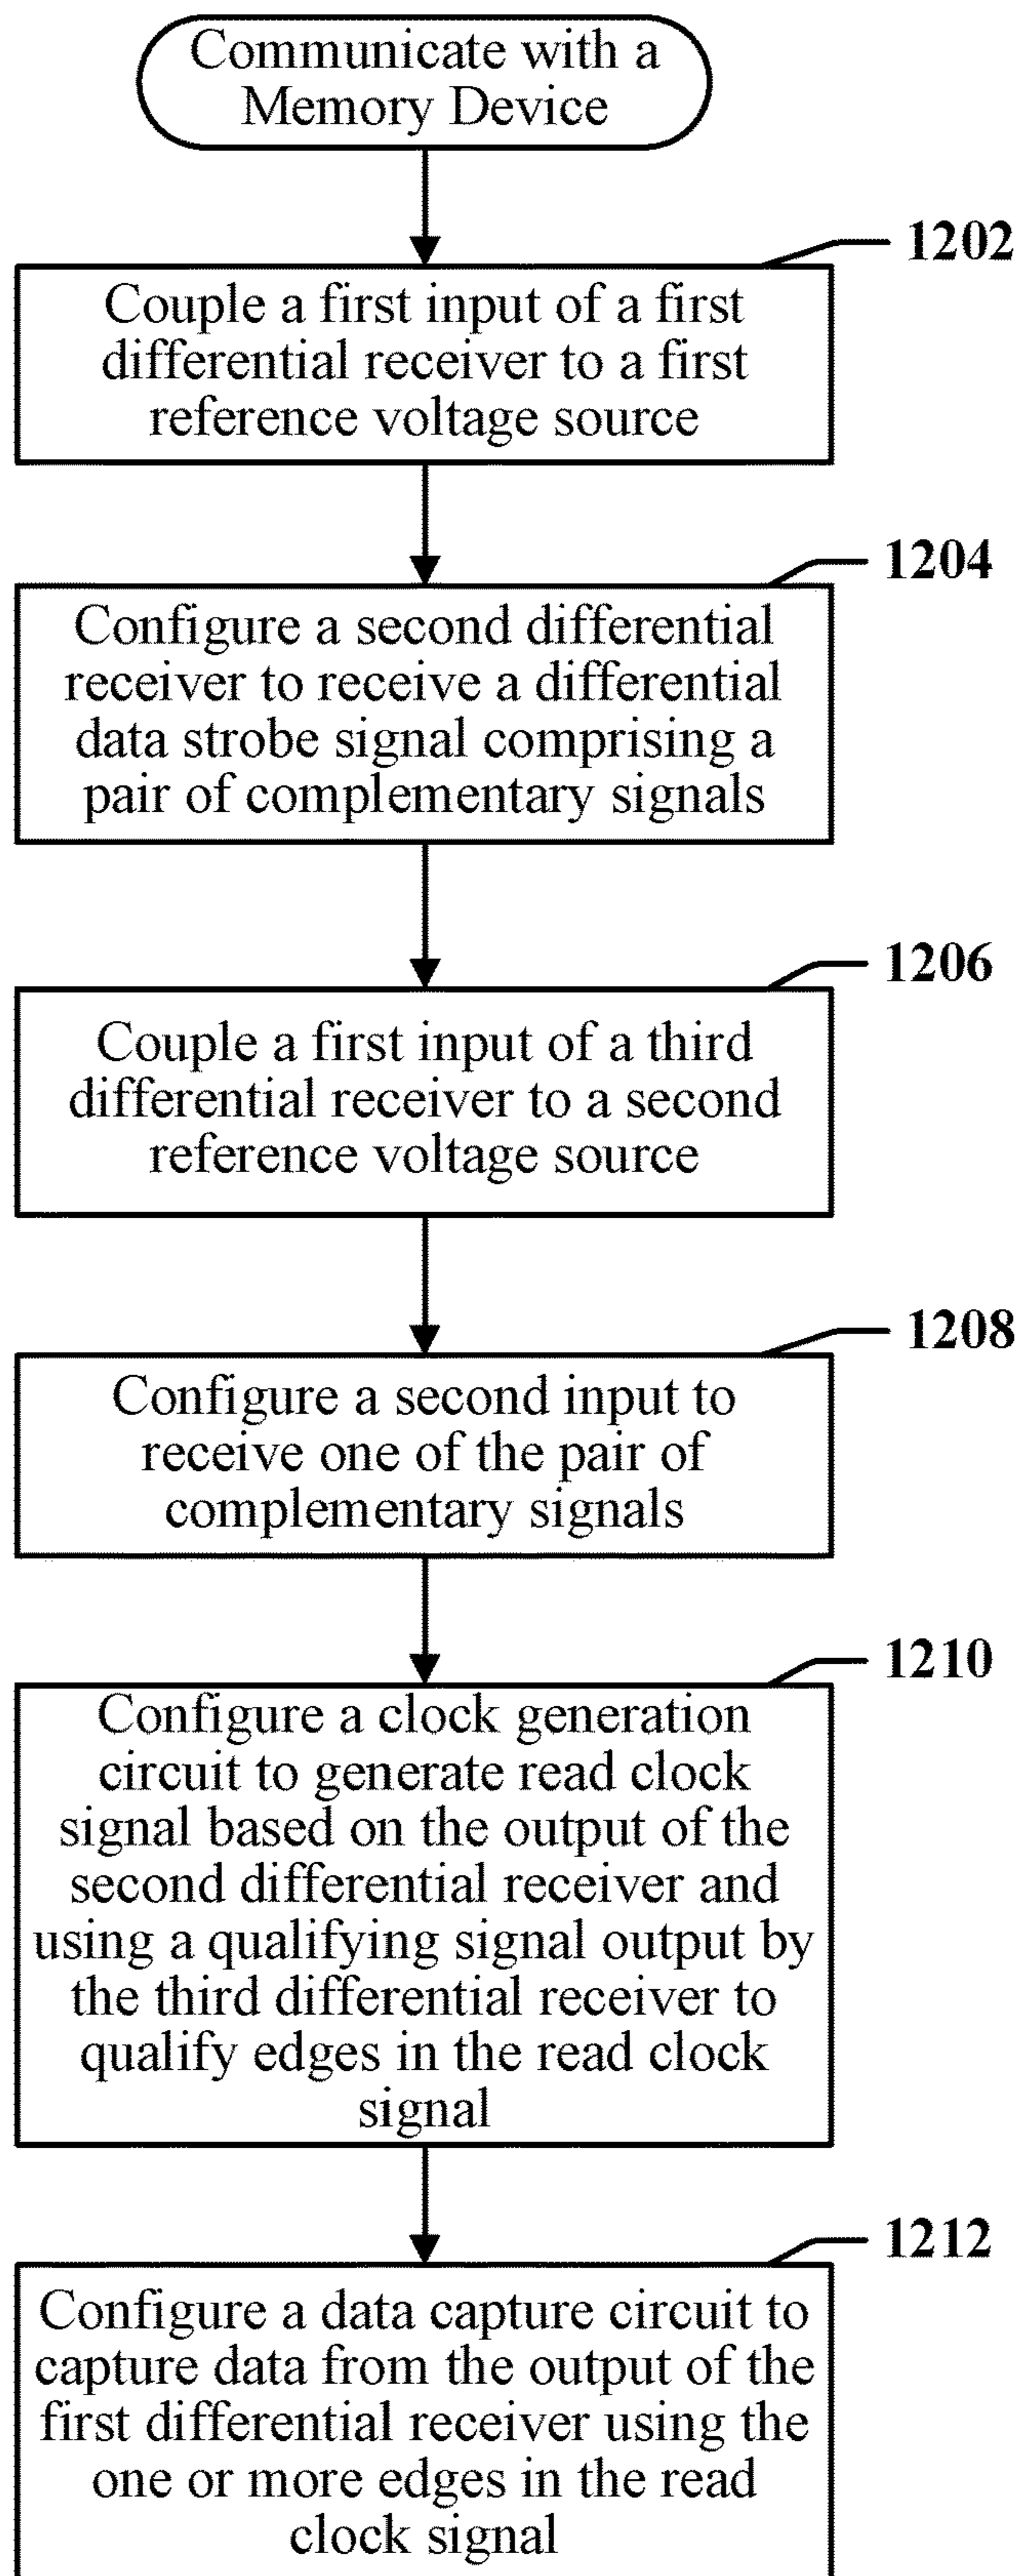 Communicate with a
Memory Device
1202
Couple a first input of a first
differential receiver to a first
reference voltage source
1204
Configure a second differential
receiver to receive a differential
data strobe signal comprising a
pair of complementary signals
1206
Couple a first input of a third
differential receiver to a second
reference voltage source
1208
Configure a second input to
receive one of the pair of
complementary signals
1210
Configure a clock generation
circuit to generate read clock
signal based on the output of the
second differential receiver and
using a qualifying signal output by
the third differential receiver to
qualify edges in the read clock
signal
1212
Configure a data capture circuit to
capture data from the output of the
first differential receiver using the
one or more edges in the read
clock signal